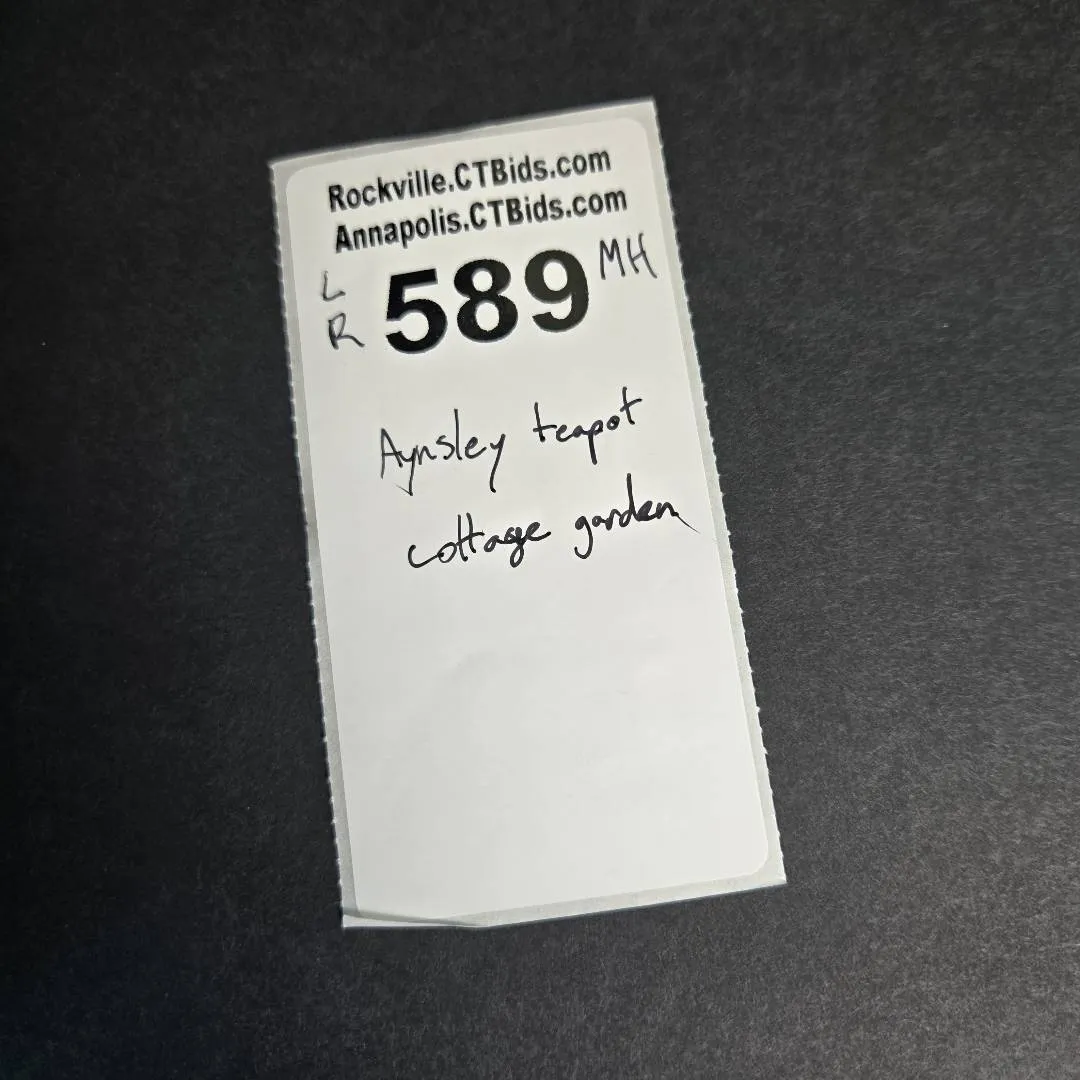 Rockville.CTBids.com
Annapolis.CTBids.com
L
R
589
MH
Aynsley teapot
cottage garden